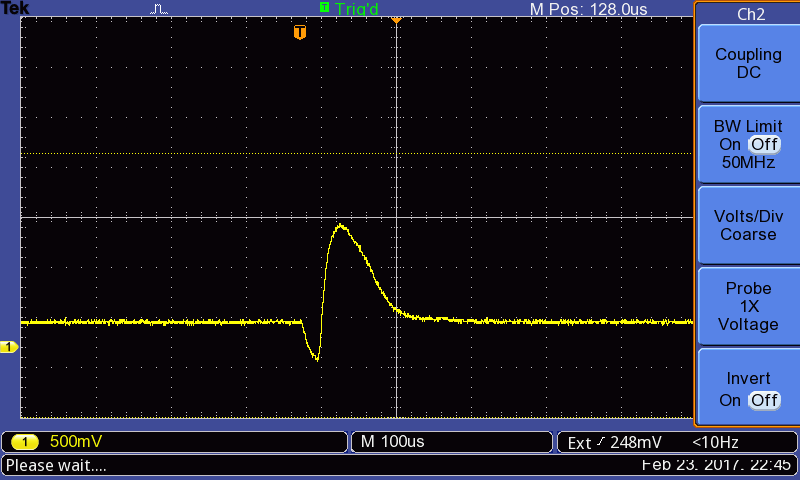 Tek
T Trig'd
M Pos: 128.0us
T
1
Ch2
Coupling
DC
BW Limit
On Off
50MHz
Volts/Div
Coarse
Probe
1X
Voltage
Invert
On Off
1 500mV
M 100us
Ext 248mV <10Hz
Please wait....
Feb 23, 2017, 22:45